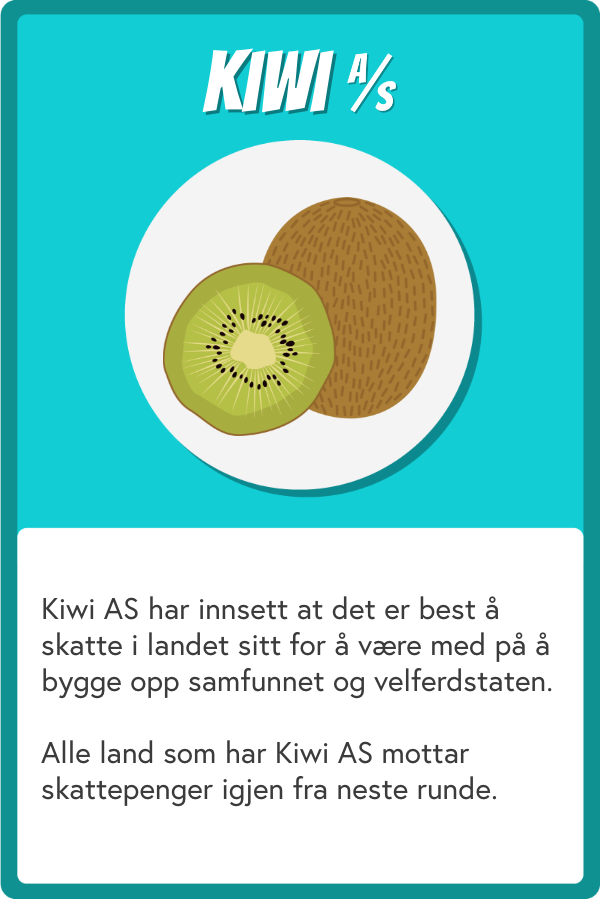 KIWI A/S
Kiwi AS har innsett at det er best å
skatte i landet sitt for å være med på å
bygge opp samfunnet og velferdstaten.
Alle land som har Kiwi AS mottar
skattepenger igjen fra neste runde.